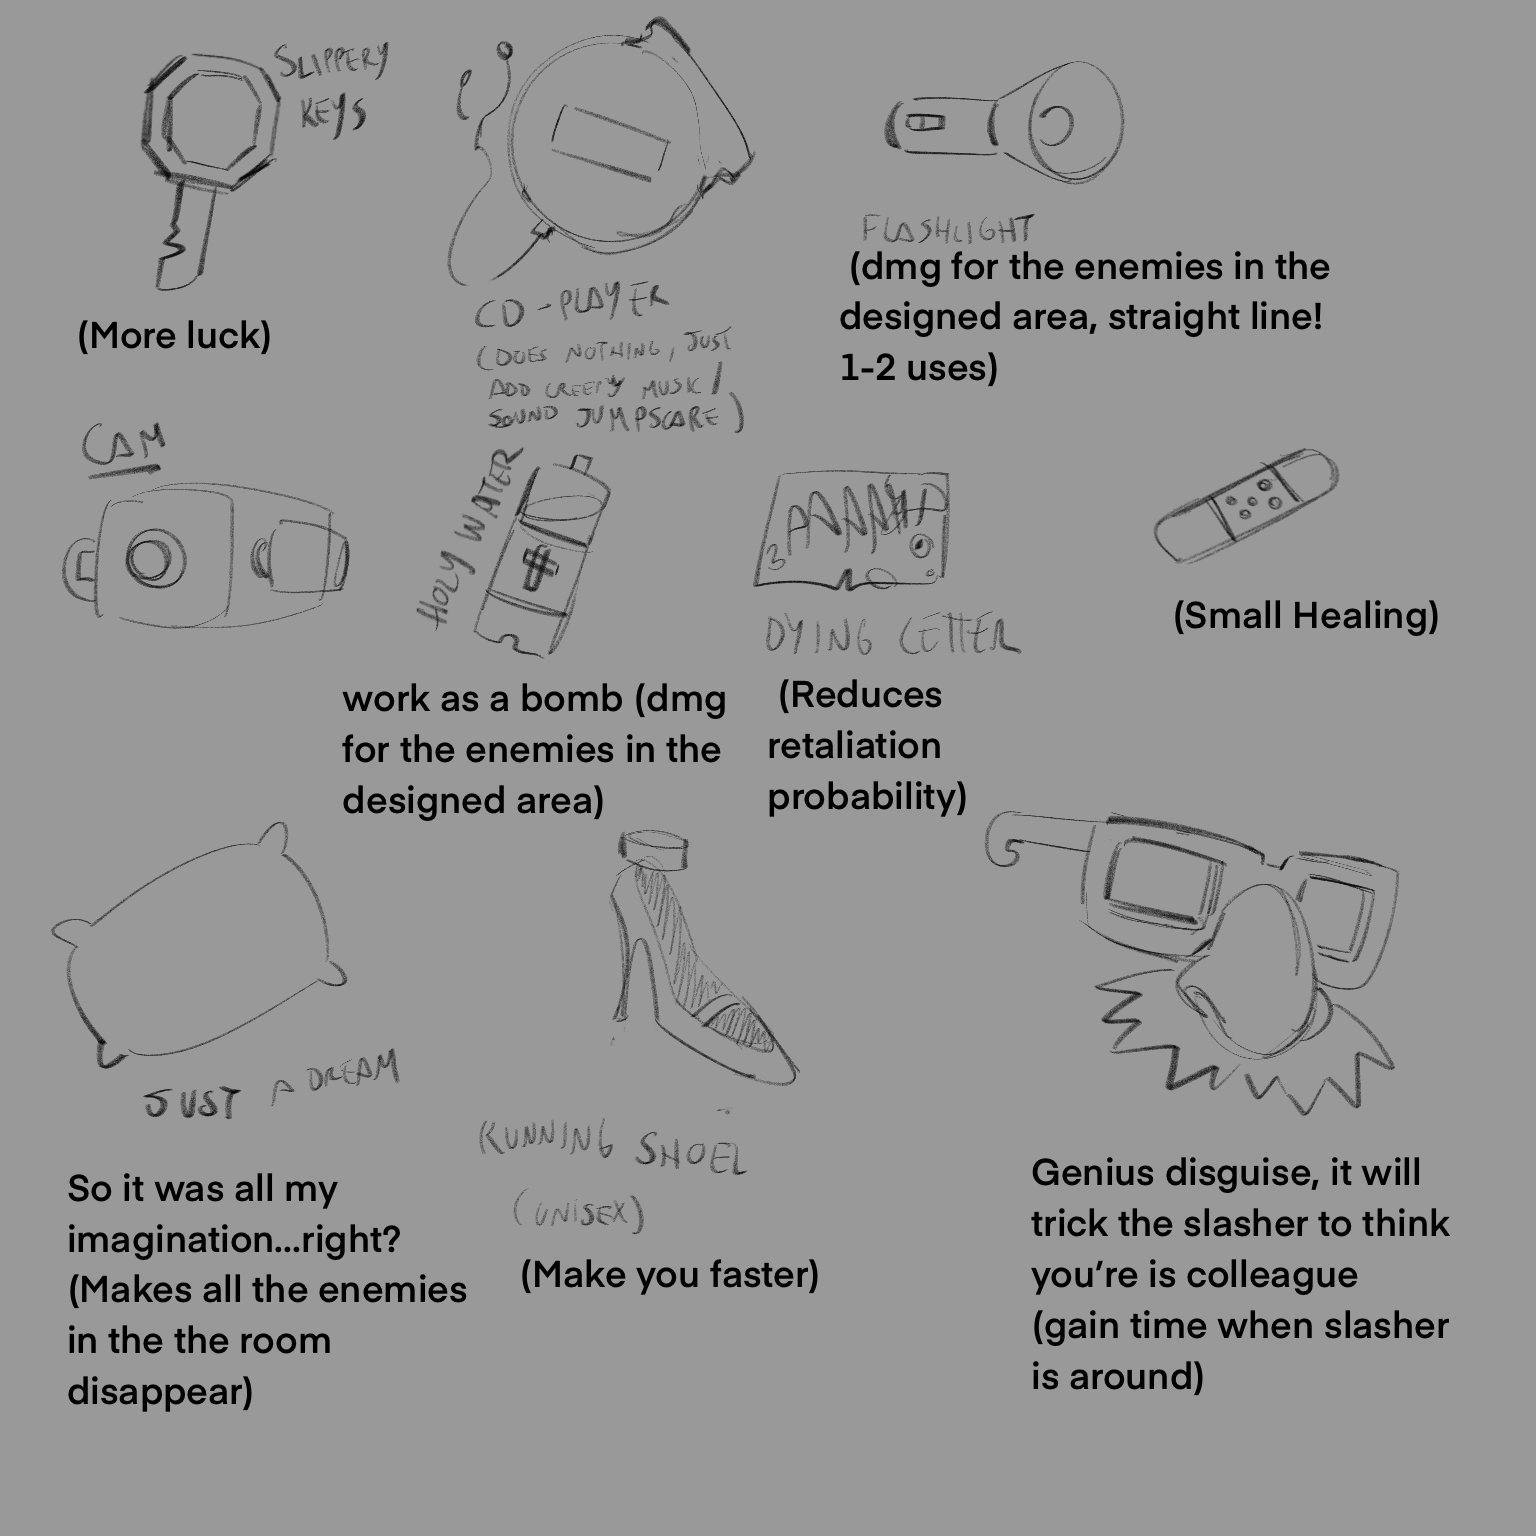 SLIPPERY
KEYS
(More luck)
CD-PLAYER
(DOES NOTHING, JUST
ADD CREEPY MUSIC/
SOUND JUMPSCARE)
FLASHLIGHT
(dmg for the enemies in the
designed area, straight line!
1-2 uses)
CAM
HOLY WATER
work as a bomb (dmg
for the enemies in the
designed area)
DYING LETTER
(Reduces
retaliation
probability)
(Small Healing)
JUST A DREAM
So it was all my
imagination...right?
(Makes all the enemies
in the the room
disappear)
RUNNING SHOE
(UNISEX)
(Make you faster)
Genius disguise, it will
trick the slasher to think
you're is colleague
(gain time when slasher
is around)